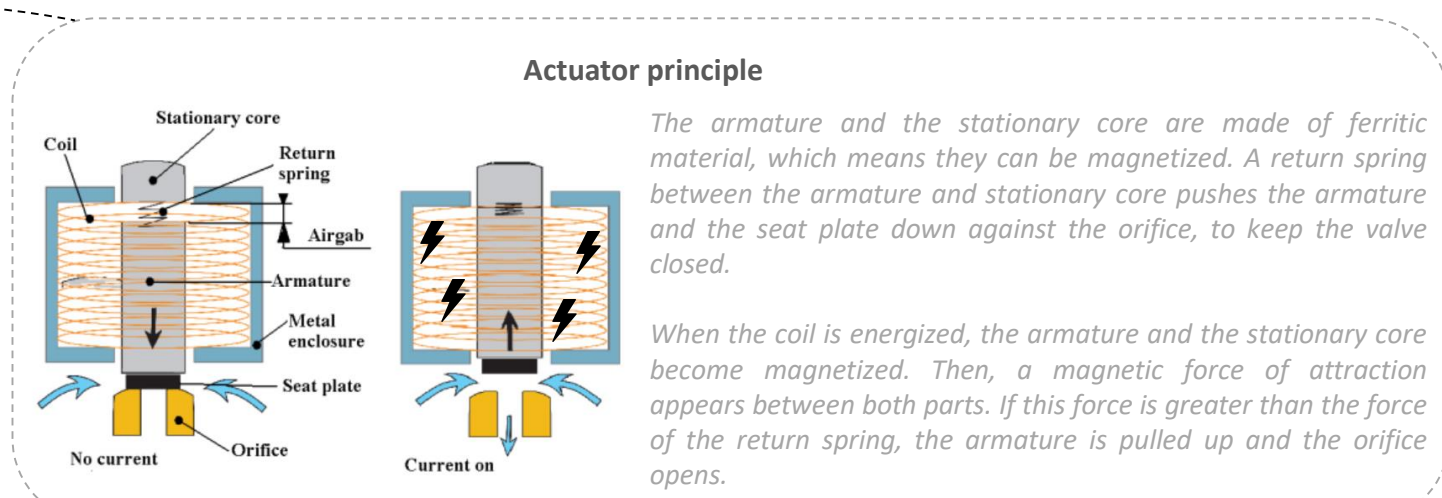 Actuator principle
Stationary core
Coil
Return
spring
Airgab
Armature
Metal
enclosure
Seat plate
Orifice
No current
Current on
The armature and the stationary core are made of ferritic
material, which means they can be magnetized. A return spring
between the armature and stationary core pushes the armature
and the seat plate down against the orifice, to keep the valve
closed.
When the coil is energized, the armature and the stationary core
become magnetized. Then, a magnetic force of attraction
appears between both parts. If this force is greater than the force
of the return spring, the armature is pulled up and the orifice
opens.